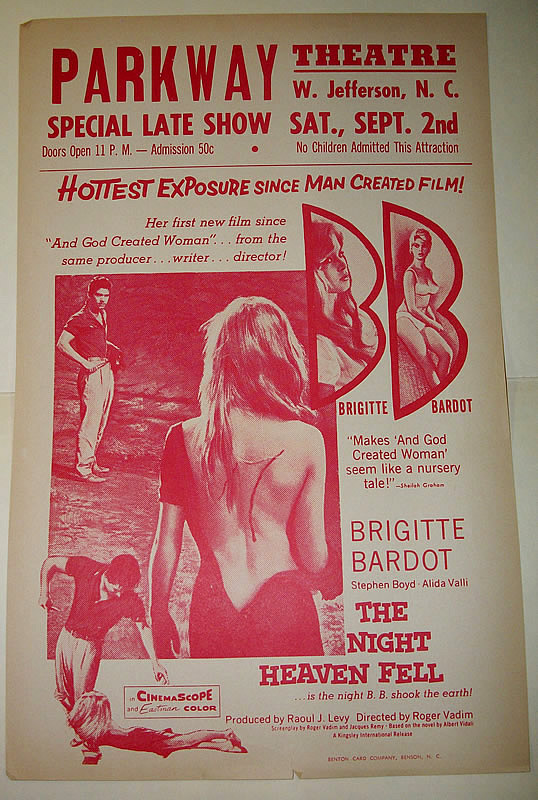 PARKWAY THEATRE
W. Jefferson, N. C.
SPECIAL LATE SHOW SAT., SEPT. 2nd
Doors Open 11 P. M. — Admission 50c • No Children Admitted This Attraction
HOTTEST EXPOSURE SINCE MAN CREATED FILM!
Her first new film since
"And God Created Woman"... from the
same producer...writer...director!
BB
BRIGITTE BARDOT
"Makes 'And God
Created Woman'
seem like a nursery
tale!" —Sheilah Graham
BRIGITTE
BARDOT
Stephen Boyd · Alida Valli
THE
NIGHT
HEAVEN FELL
...is the night B. B. shook the earth!
in CINEMASCOPE
and Eastman COLOR
Produced by Raoul J. Levy Directed by Roger Vadim
Screenplay by Roger Vadim and Jacques Remy · Based on the novel by Albert Vidali
A Kingsley International Release
BENTON CARD COMPANY, BENSON, N. C.